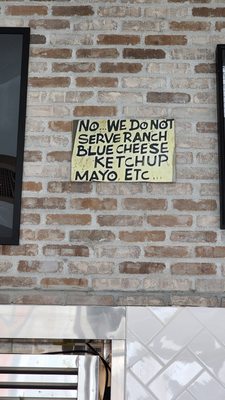 NO... WE DO NOT
SERVE RANCH
BLUE CHEESE
KETCHUP
MAYO ETC...